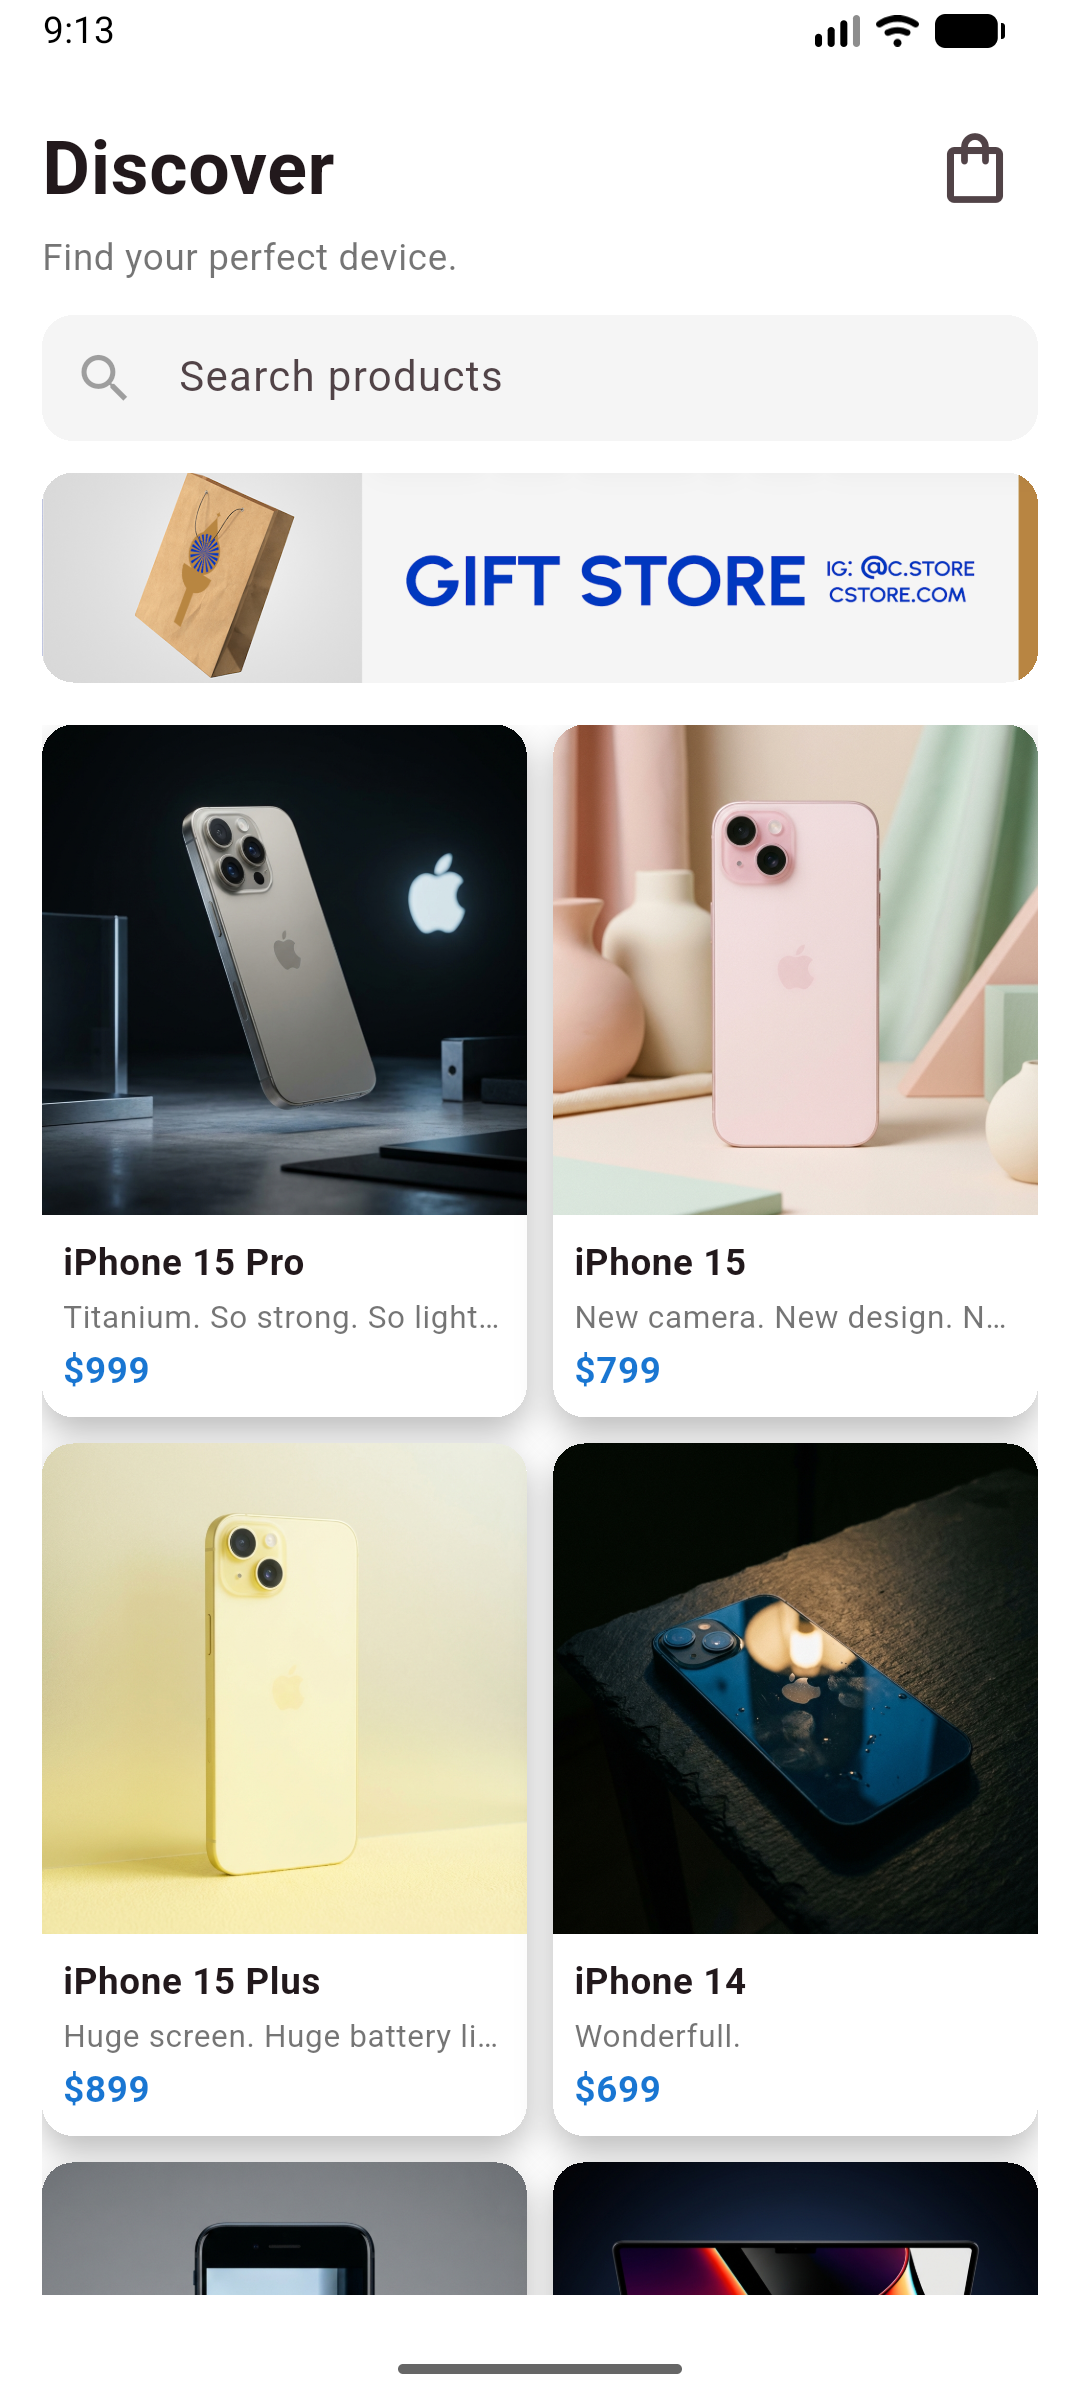 9:13
Discover
Find your perfect device.
Search products
GIFT STORE
IG: @C.STORE
CSTORE.COM
iPhone 15 Pro
Titanium. So strong. So light...
$999
iPhone 15
New camera. New design. N...
$799
iPhone 15 Plus
Huge screen. Huge battery li...
$899
iPhone 14
Wonderfull.
$699